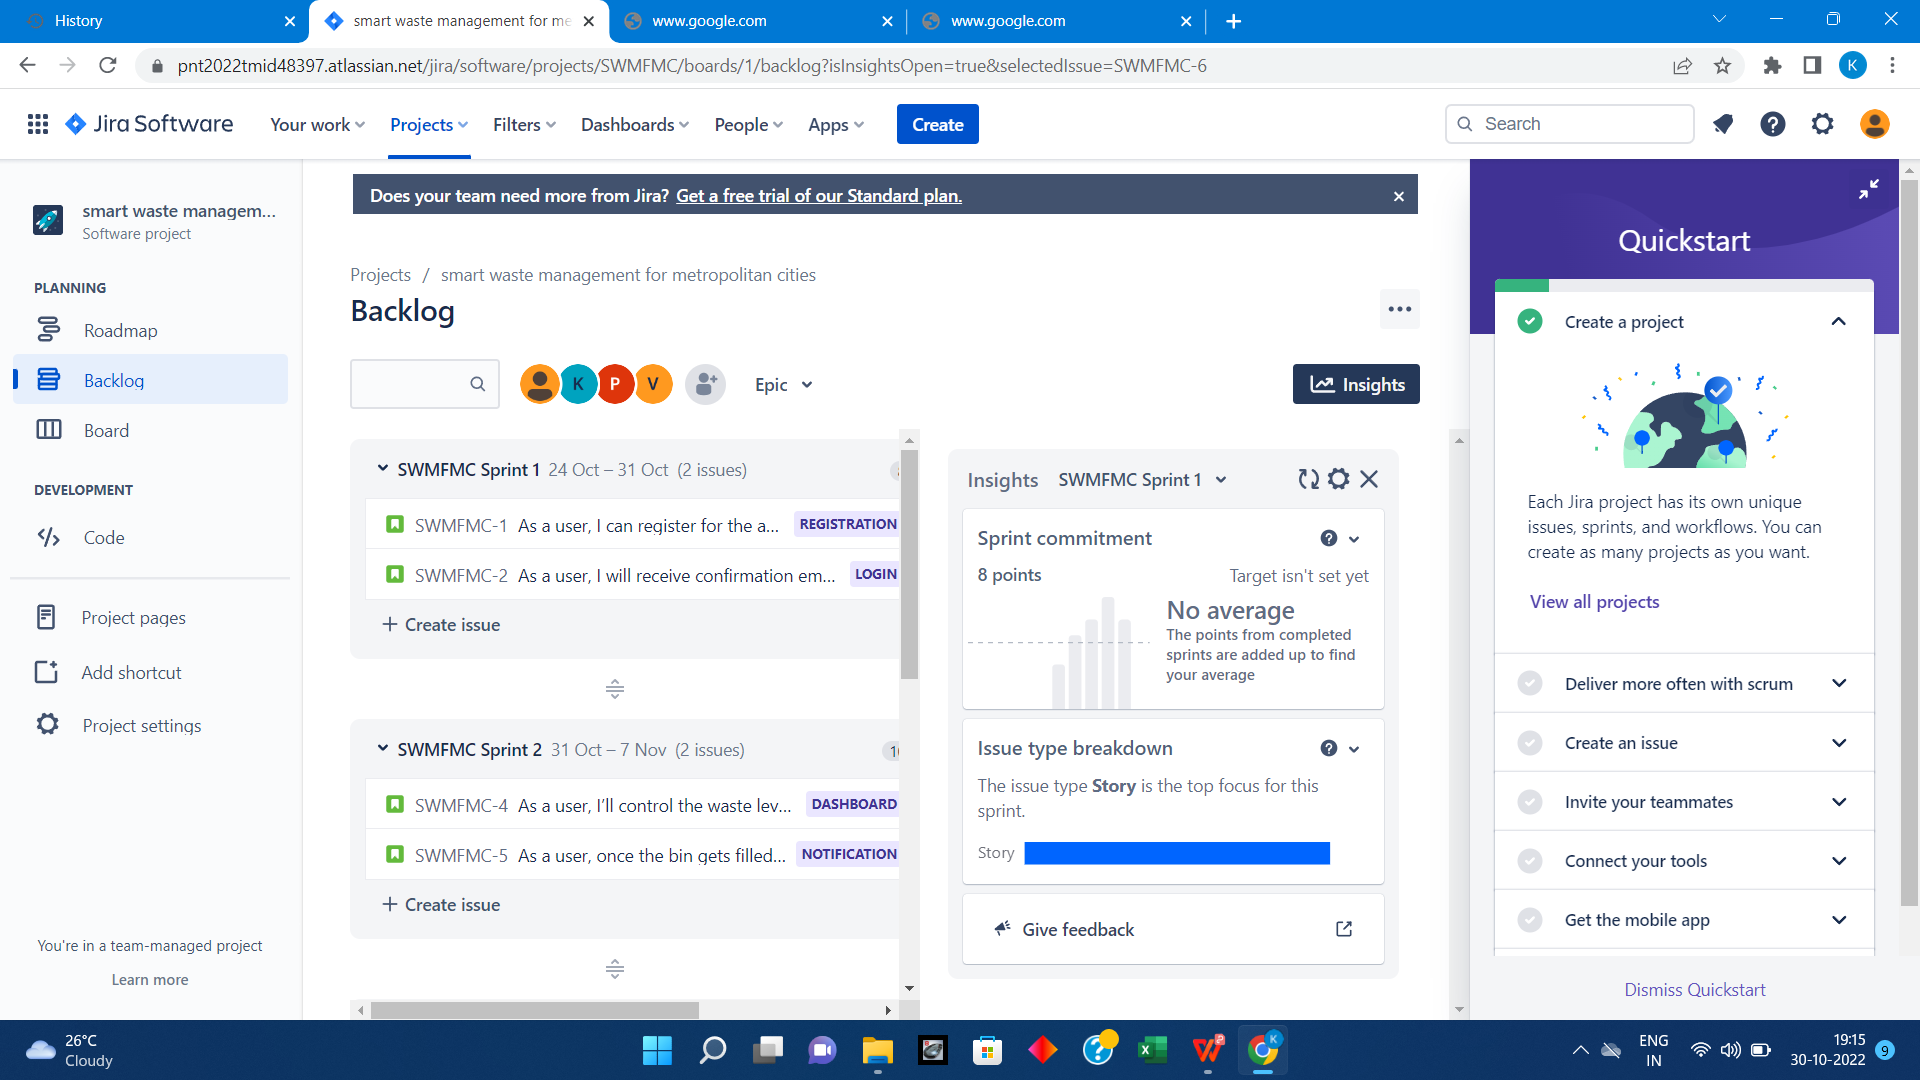 History
smart waste management for me
www.google.com
www.google.com
pnt2022tmid48397.atlassian.net/jira/software/projects/SWMFMC/boards/1/backlog?isInsightsOpen=true&selectedIssue=SWMFMC-6
K
Jira Software
Your work
Projects
Filters
Dashboards
People
Apps
Create
Search
smart waste managem...
Software project
PLANNING
Roadmap
Backlog
Board
DEVELOPMENT
Code
Project pages
Add shortcut
Project settings
You're in a team-managed project
Learn more
Does your team need more from Jira? Get a free trial of our Standard plan.
Projects / smart waste management for metropolitan cities
Backlog
K P V
Epic
Insights
SWMFMC Sprint 1 24 Oct – 31 Oct (2 issues)
SWMFMC-1 As a user, I can register for the a... REGISTRATION
SWMFMC-2 As a user, I will receive confirmation em... LOGIN
+ Create issue
SWMFMC Sprint 2 31 Oct – 7 Nov (2 issues)
SWMFMC-4 As a user, I'll control the waste lev... DASHBOARD
SWMFMC-5 As a user, once the bin gets filled... NOTIFICATION
+ Create issue
Insights SWMFMC Sprint 1
Sprint commitment
8 points
Target isn't set yet
No average
The points from completed
sprints are added up to find
your average
Issue type breakdown
The issue type Story is the top focus for this
sprint.
Story
Give feedback
Quickstart
Create a project
Each Jira project has its own unique
issues, sprints, and workflows. You can
create as many projects as you want.
View all projects
Deliver more often with scrum
Create an issue
Invite your teammates
Connect your tools
Get the mobile app
Dismiss Quickstart
26°C
Cloudy
ENG
IN
19:15
30-10-2022
9